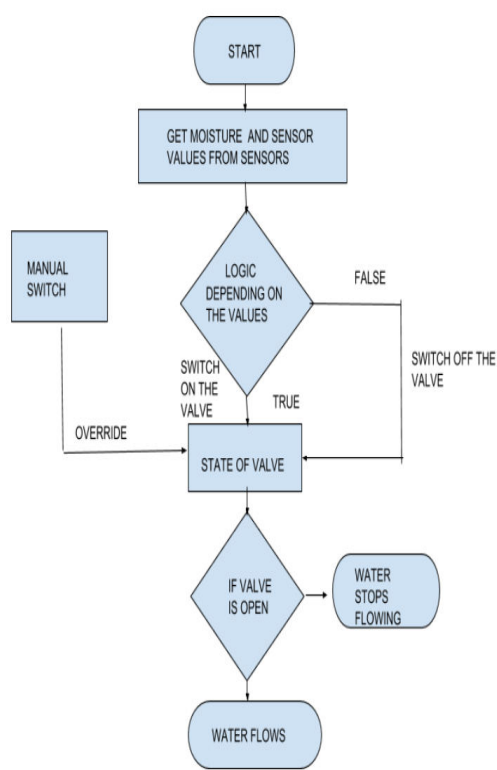 START
GET MOISTURE AND SENSOR
VALUES FROM SENSORS
MANUAL
SWITCH
LOGIC
DEPENDING ON
THE VALUES
FALSE
SWITCH OFF THE
VALVE
SWITCH
ON THE
VALVE
TRUE
OVERRIDE
STATE OF VALVE
IF VALVE
IS OPEN
WATER
STOPS
FLOWING
WATER FLOWS